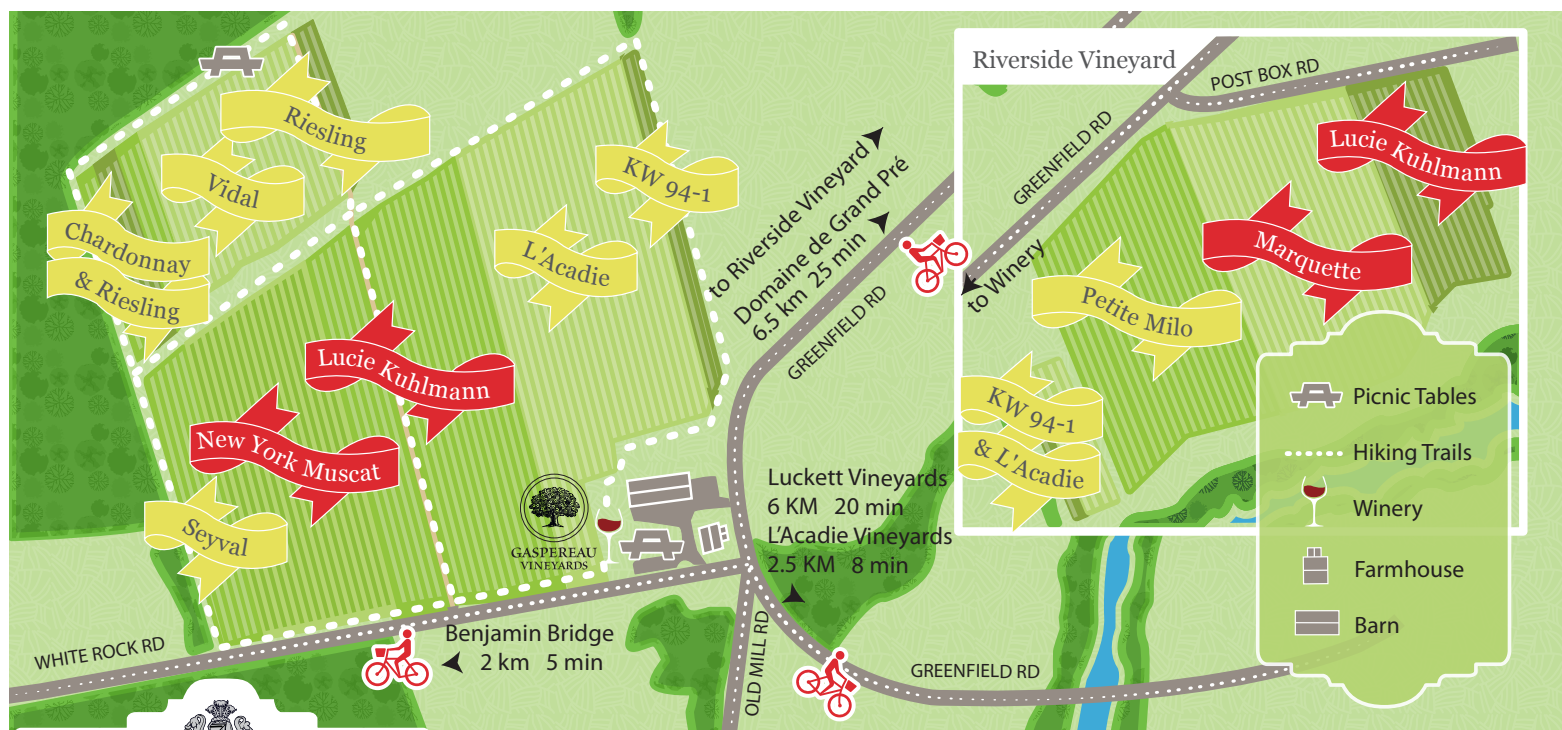 Riesling
Vidal
Chardonnay
& Riesling
KW 94-1
L'Acadie
Lucie Kuhlmann
New York Muscat
Seyval
GASPEREAU
VINEYARDS
WHITE ROCK RD
Benjamin Bridge
2 km 5 min
to Riverside Vineyard
Domaine de Grand Pré
6.5 km 25 min
GREENFIELD RD
Luckett Vineyards
6 KM 20 min
L'Acadie Vineyards
2.5 KM 8 min
OLD MILL RD
GREENFIELD RD
Riverside Vineyard
POST BOX RD
GREENFIELD RD
to Winery
Lucie Kuhlmann
Marquette
Petite Milo
KW 94-1
& L'Acadie
Picnic Tables
Hiking Trails
Winery
Farmhouse
Barn